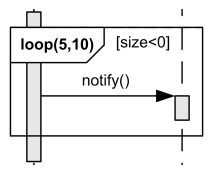 loop(5,10) [size<0]
notify()